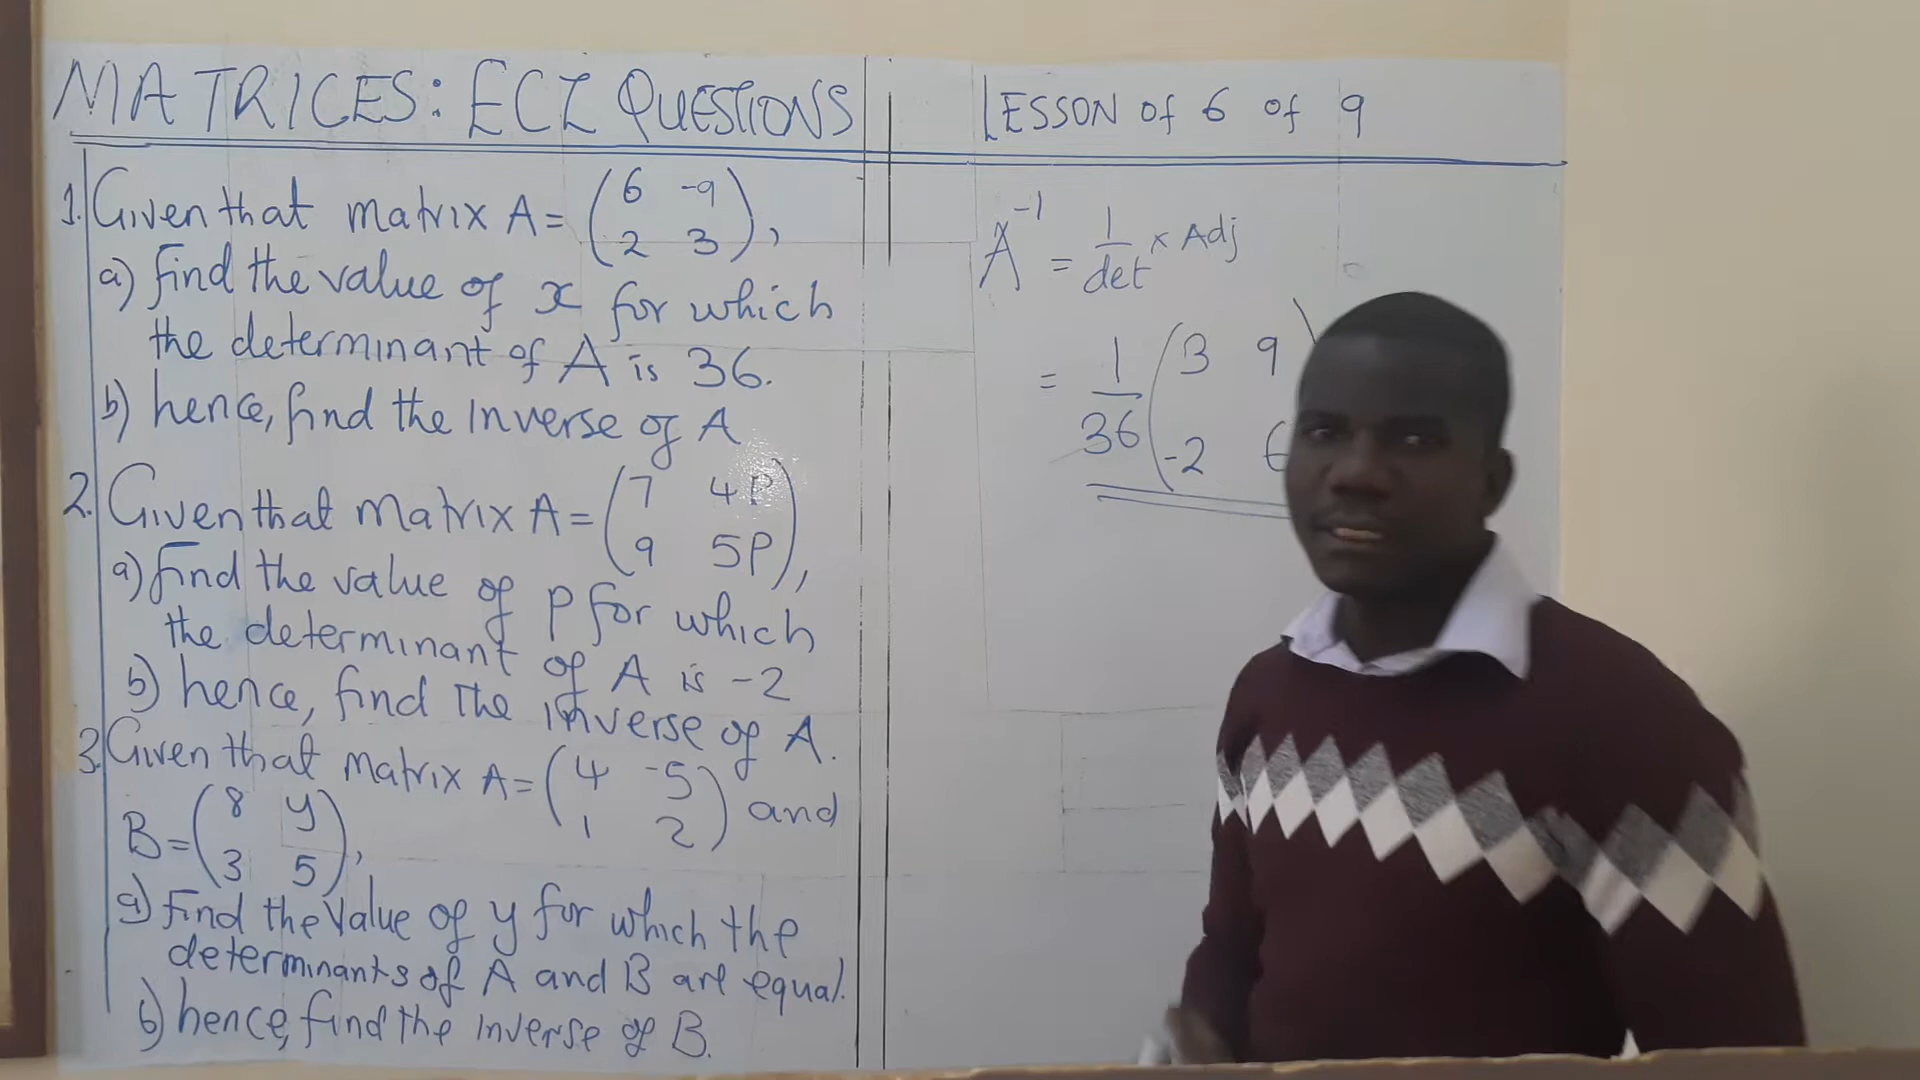 MATRICES: ECZ QUESTIONS
LESSON of 6 of 9
1. Given that matrix A= (6 -9
2 3),
a) find the value of x for which
the determinant of A is 36.
b) hence, find the inverse of A
2. Given that matrix A= (7 4P
9 5P),
a) find the value of p for which
the determinant of A is -2
b) hence, find the inverse of A.
3. Given that matrix A= (4 -5
1 2) and
B= (8 y
3 5),
a) find the value of y for which the
determinants of A and B are equal.
b) hence, find the inverse of B.
A⁻¹ = 1/det × Adj
= 1/36 (3 9
-2 6